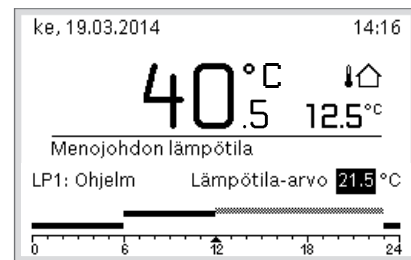 ke, 19.03.2014 14:16
40.5 °C
12.5°C
Menojohdon lämpötila
LP1: Ohjelm Lämpötila-arvo 21.5 °C
0 6 12 18 24